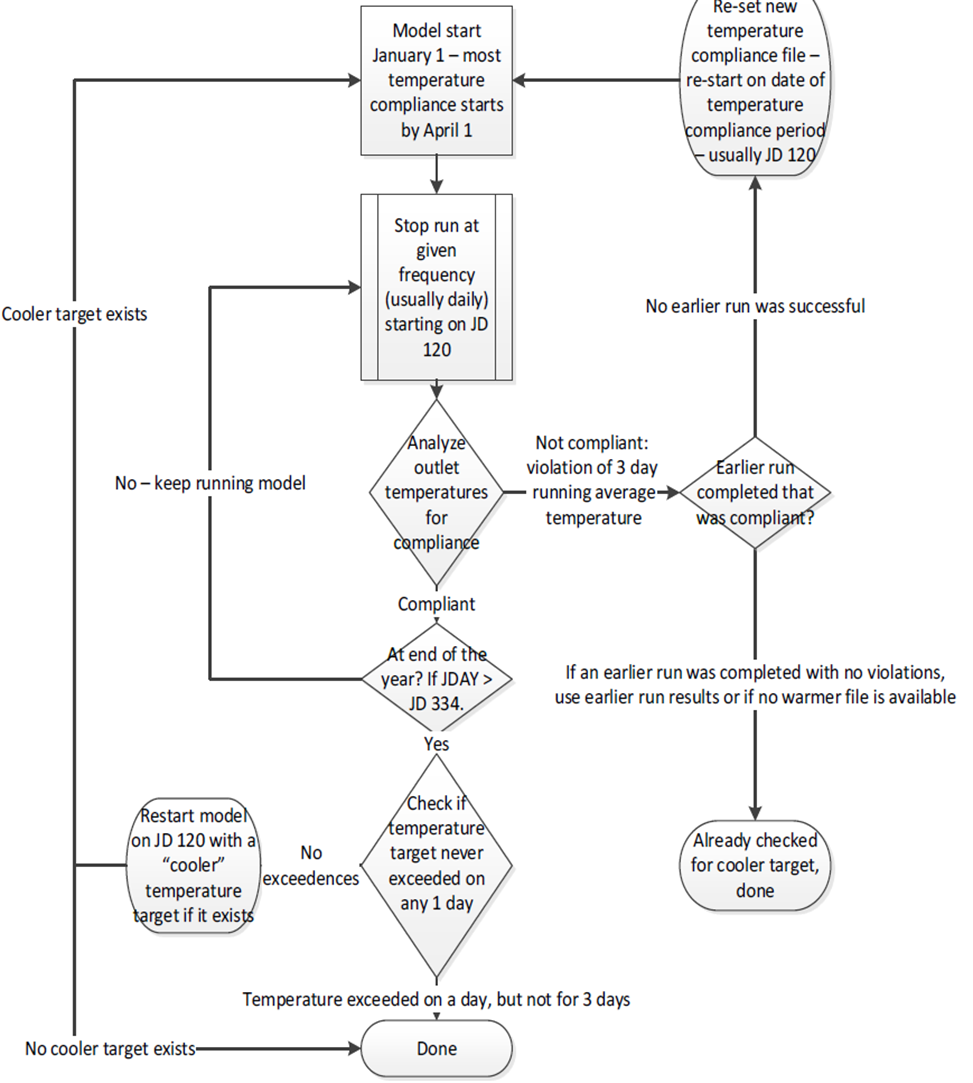 Model start
January 1 – most
temperature
compliance starts
by April 1
Re-set new
temperature
compliance file –
re-start on date of
temperature
compliance period
– usually JD 120
Stop run at
given
frequency
(usually daily)
starting on JD
120
Cooler target exists
No earlier run was successful
No – keep running model
Analyze
outlet
temperatures
for
compliance
Not compliant:
violation of 3 day
running average
temperature
Earlier run
completed that
was compliant?
Compliant
At end of the
year? If JDAY >
JD 334.
If an earlier run was completed with no violations,
use earlier run results or if no warmer file is available
Yes
Check if
temperature
target never
exceeded on
any 1 day
No
exceedences
Restart model
on JD 120 with a
“cooler”
temperature
target if it exists
Already checked
for cooler target,
done
Temperature exceeded on a day, but not for 3 days
No cooler target exists
Done